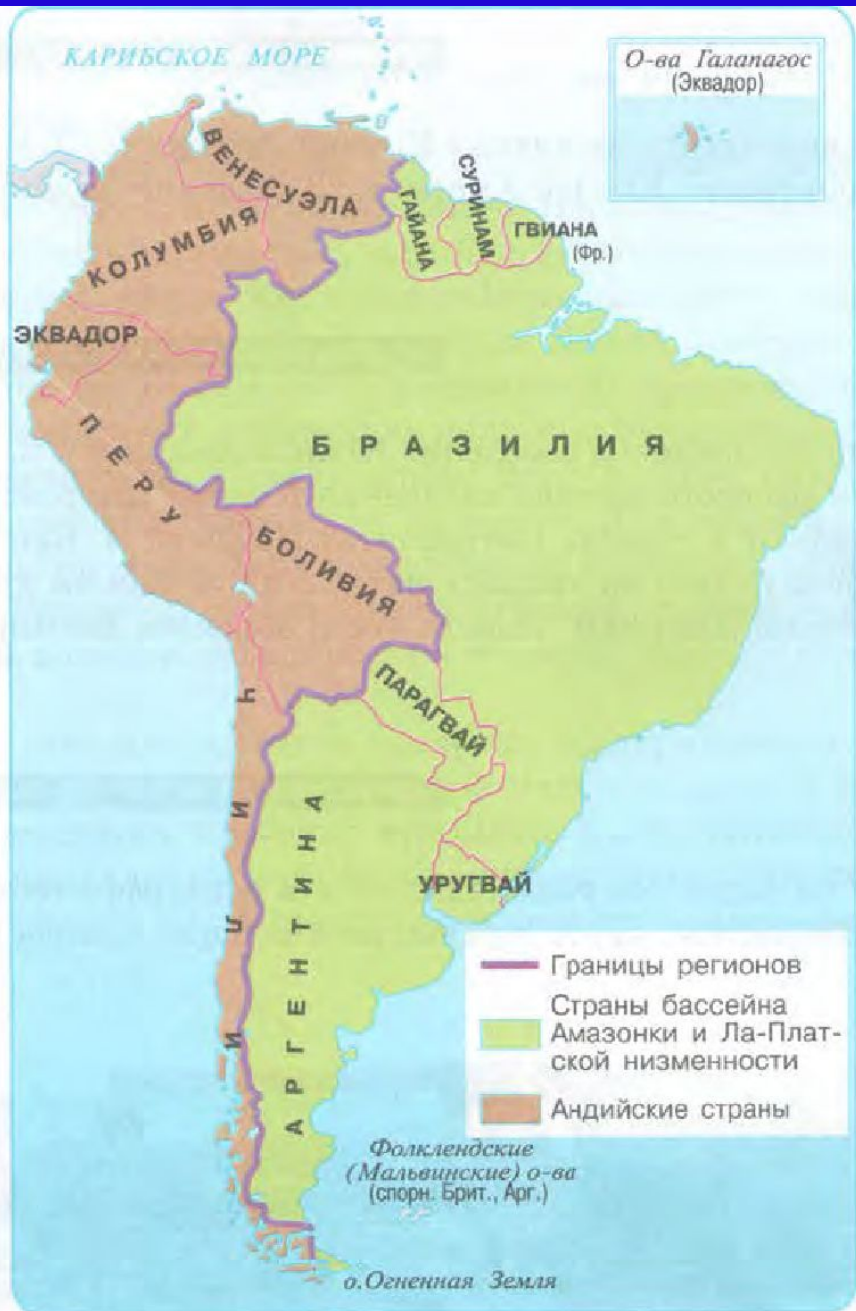 КАРИБСКОЕ МОРЕ
О-ва Галапагос
(Эквадор)
ВЕНЕСУЭЛА
КОЛУМБИЯ
ГАЙАНА
СУРИНАМ
ГВИАНА
(Фр.)
ЭКВАДОР
ПЕРУ
БРАЗИЛИЯ
БОЛИВИЯ
ПАРАГВАЙ
ЧИЛИ
АРГЕНТИНА
УРУГВАЙ
Границы регионов
Страны бассейна
Амазонки и Ла-Плат-
ской низменности
Андийские страны
Фолклендские
(Мальвинские) о-ва
(спорн. Брит., Арг.)
о.Огненная Земля